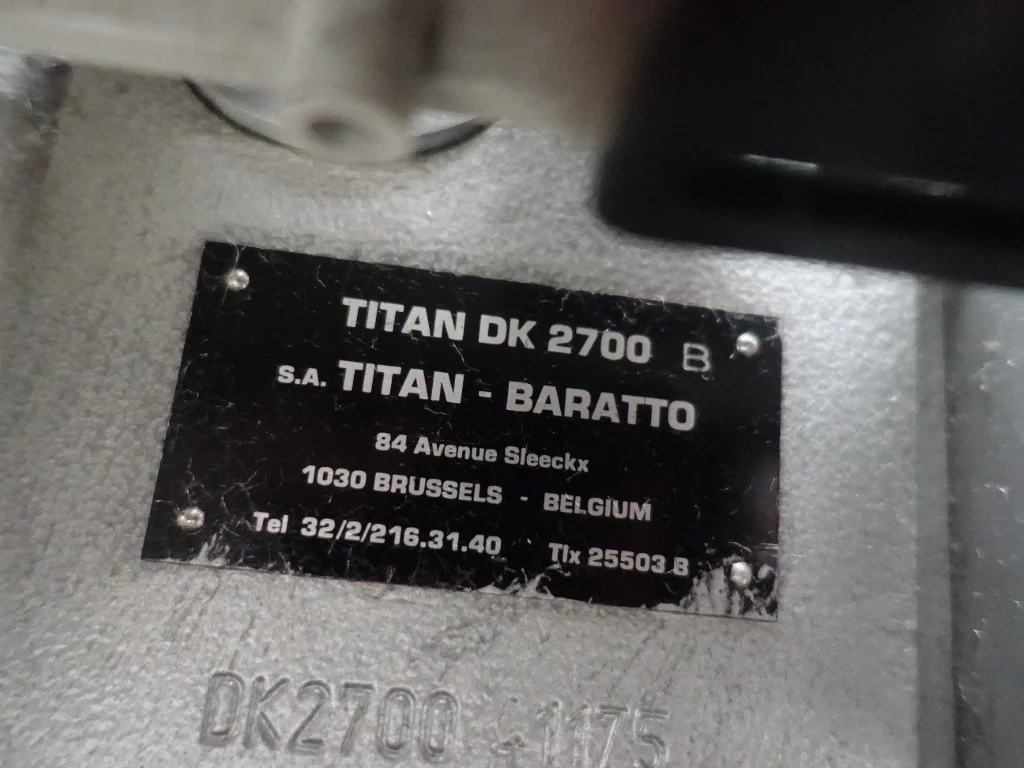 TITAN DK 2700 B
S.A. TITAN - BARATTO
84 Avenue Sleeckx
1030 BRUSSELS - BELGIUM
Tel 32/2/216.31.40 Tlx 25503 B
DK2700 41175